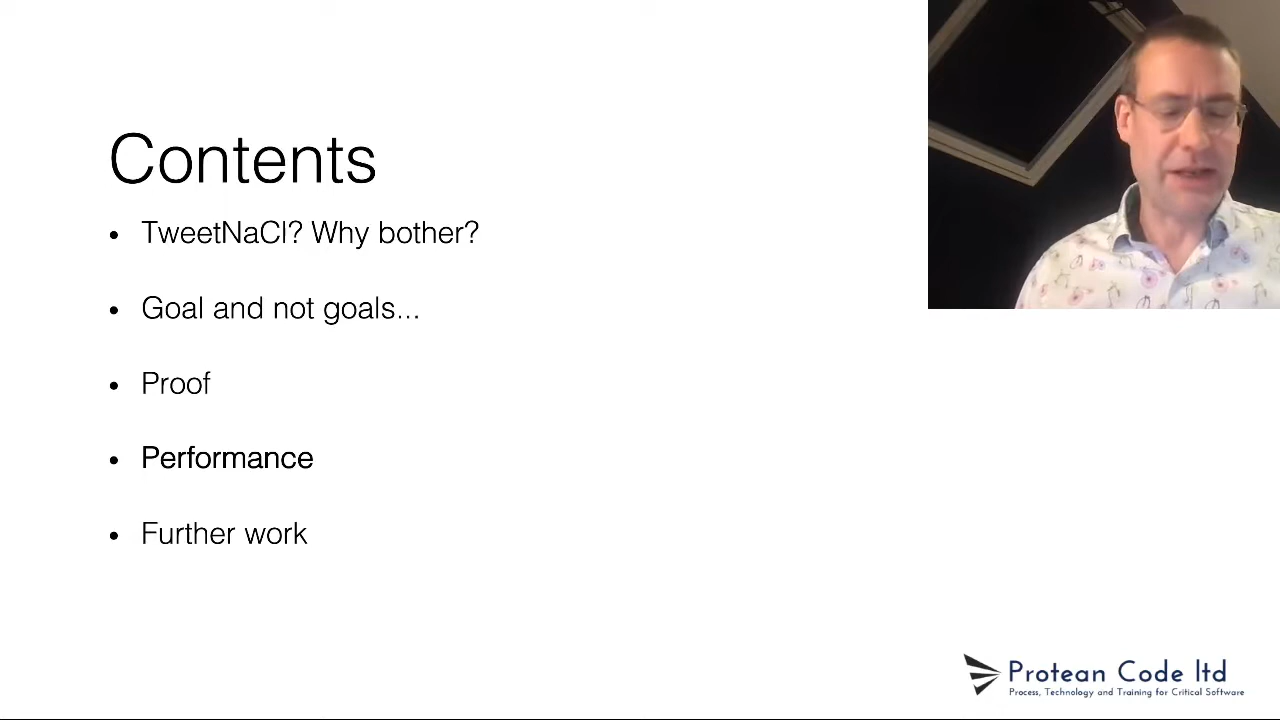 Contents
• TweetNaCl? Why bother?
• Goal and not goals...
• Proof
• Performance
• Further work
Protean Code ltd
Process, Technology and Training for Critical Software